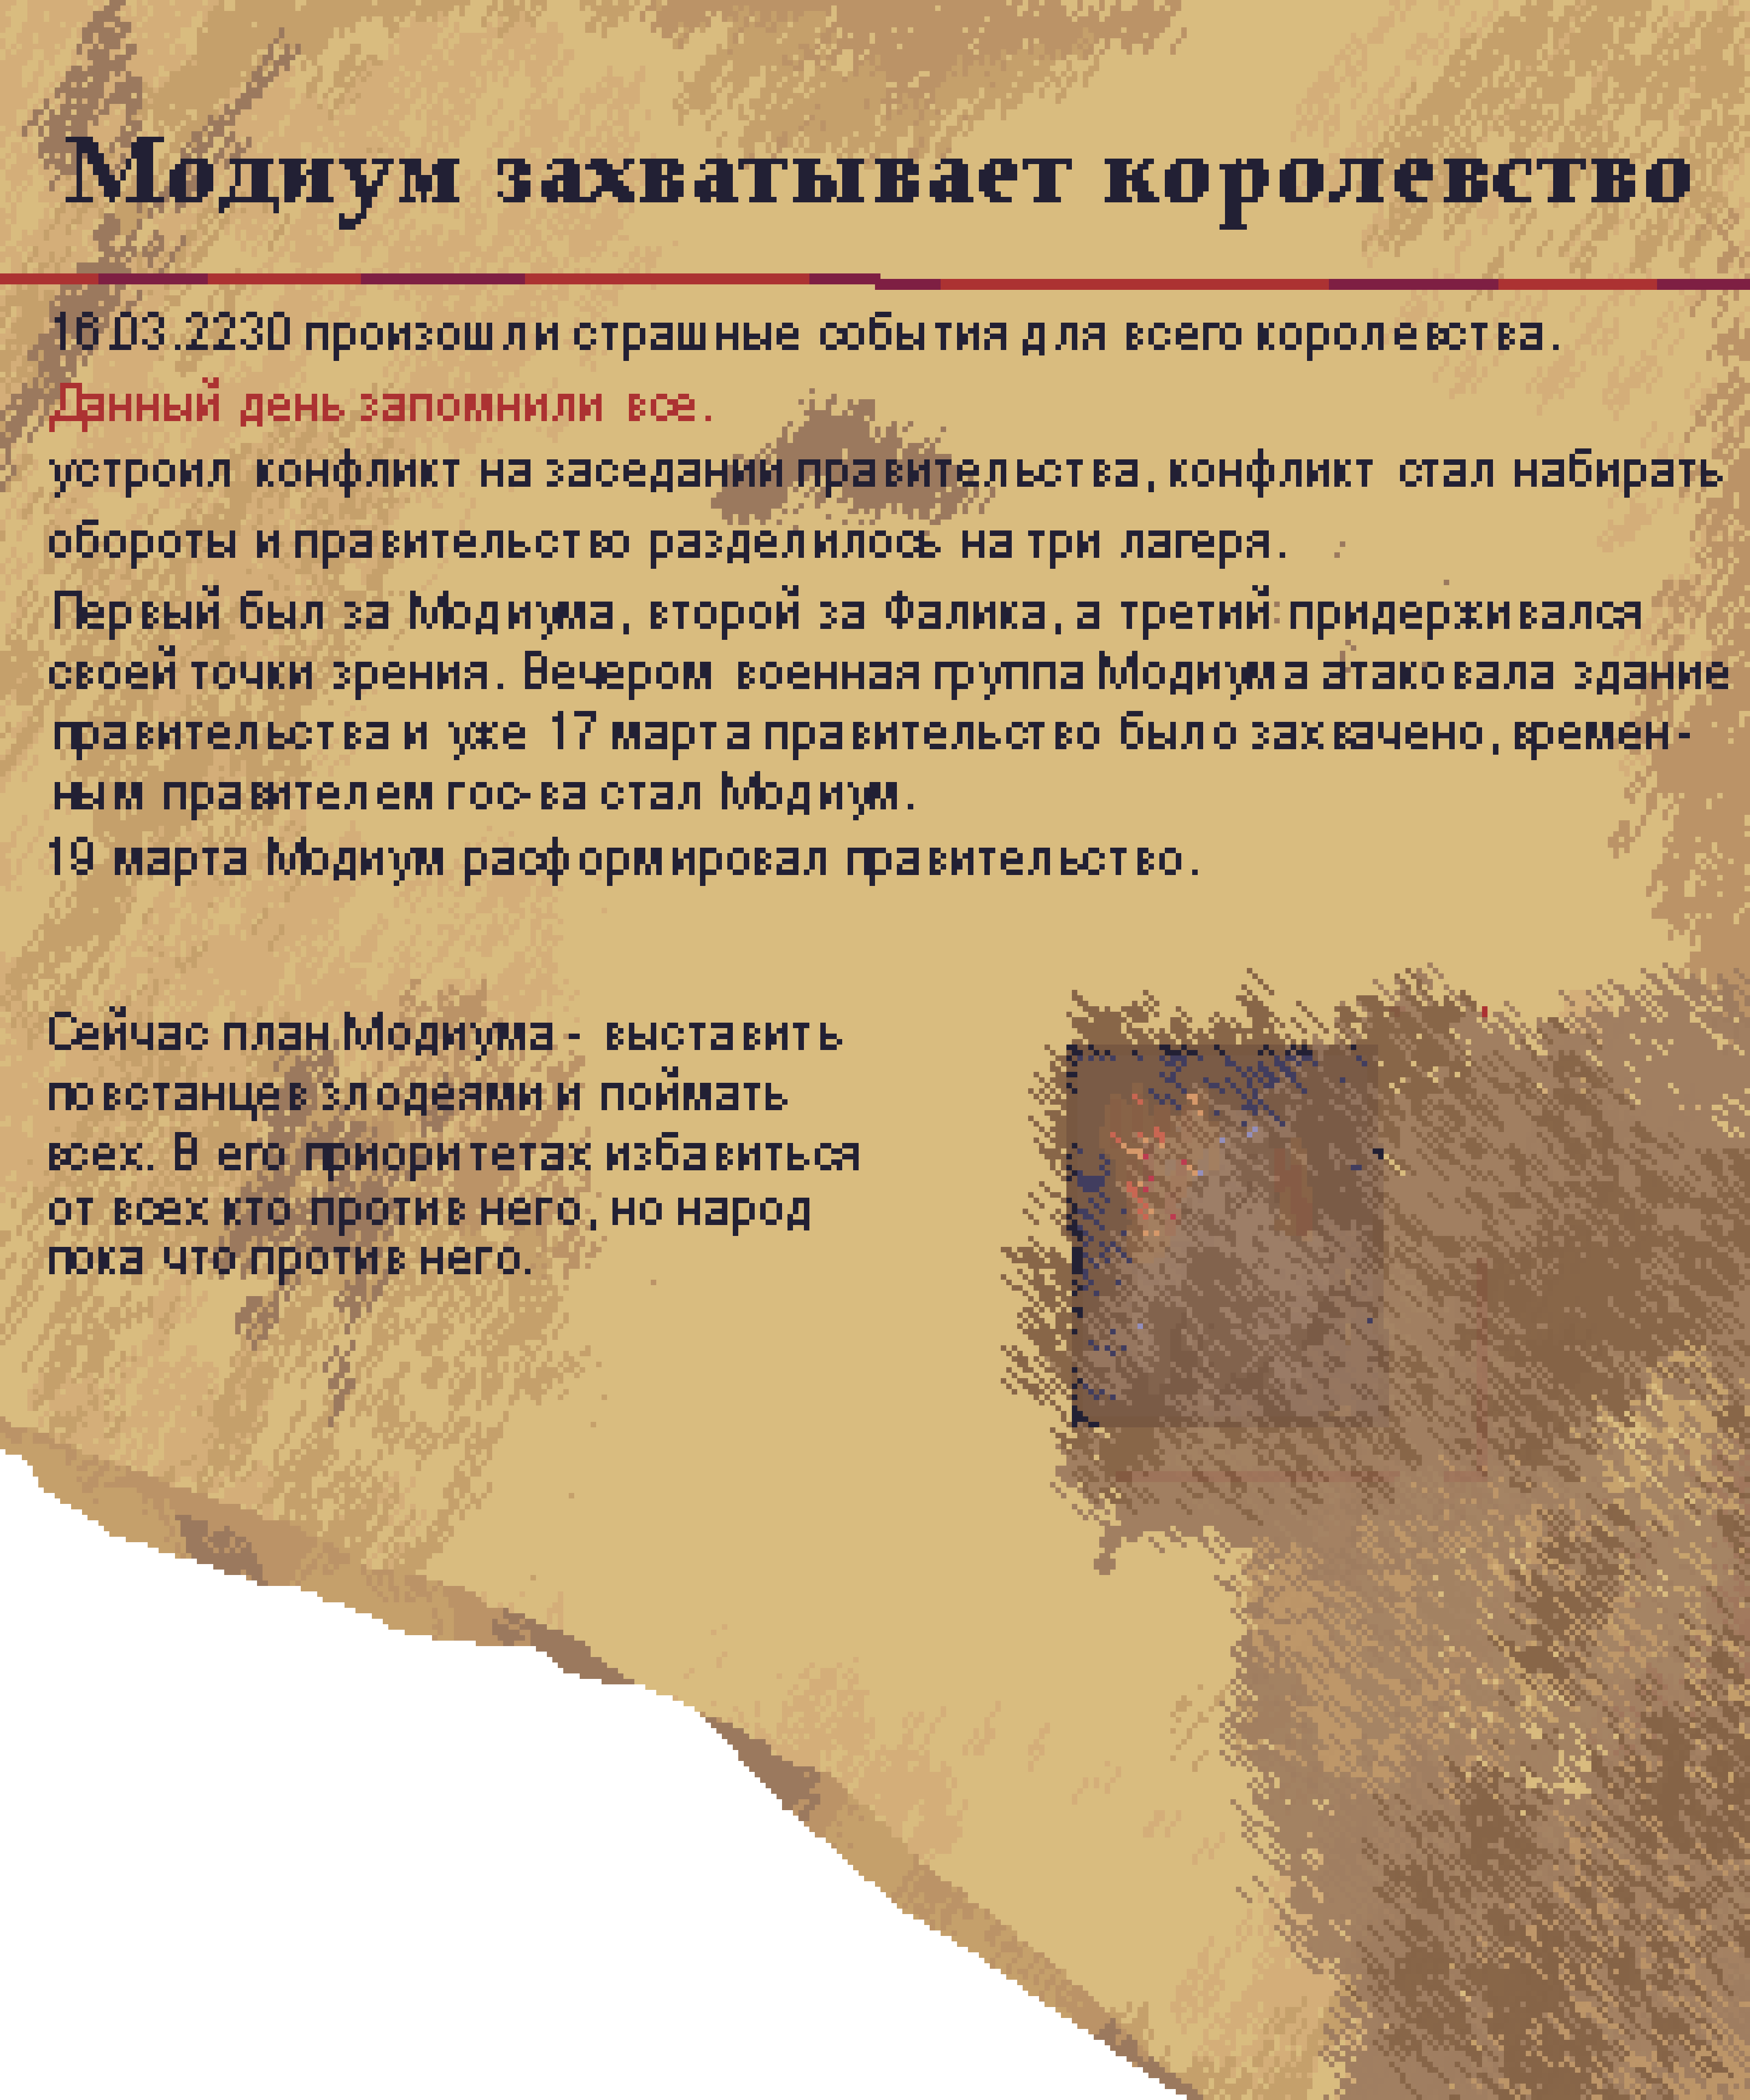 Модиум захватывает королевство
16.03.2230 произошли страшные события для всего королевства.
Данный день запомнили все.
устроил конфликт на заседании правительства, конфликт стал набирать
обороты и правительство разделилось на три лагеря.
Первый был за Модиума, второй за Фалика, а третий придерживался
своей точки зрения. Вечером военная группа Модиума атаковала здание
правительства и уже 17 марта правительство было захвачено, времен-
ным правителем гос-ва стал Модиум.
19 марта Модиум расформировал правительство.
Сейчас план Модиума - выставить
повстанцев злодеями и поймать
всех. В его приоритетах избавиться
от всех кто против него, но народ
пока что против него.